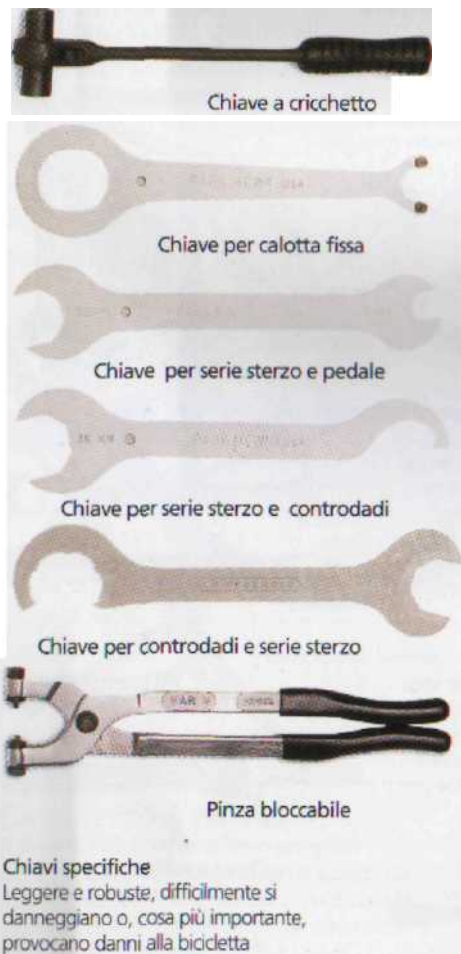 Chiave a cricchetto
Chiave per calotta fissa
Chiave per serie sterzo e pedale
Chiave per serie sterzo e controdadi
Chiave per controdadi e serie sterzo
VAR
Pinza bloccabile
Chiavi specifiche
Leggere e robuste, difficilmente si
danneggiano o, cosa più importante,
provocano danni alla bicicletta